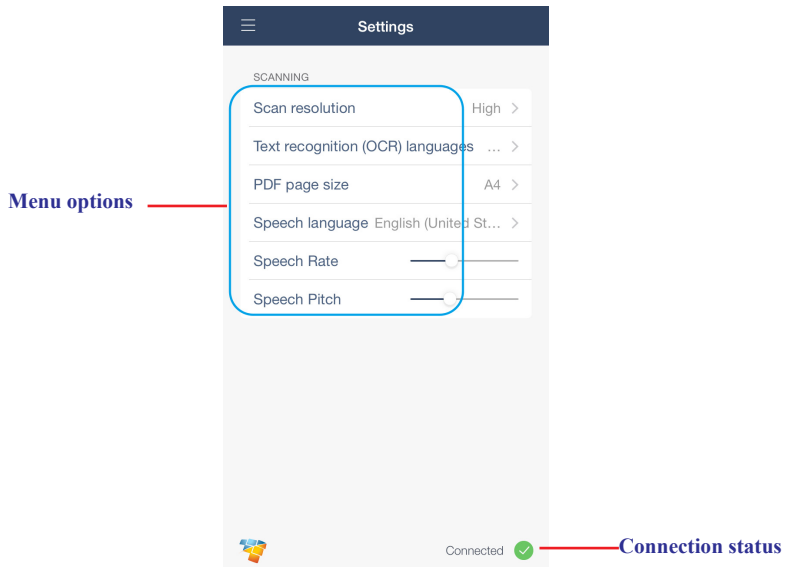 Settings
SCANNING
Scan resolution High
Text recognition (OCR) languages ...
PDF page size A4
Menu options
Speech language English (United St...
Speech Rate
Speech Pitch
Connected
Connection status